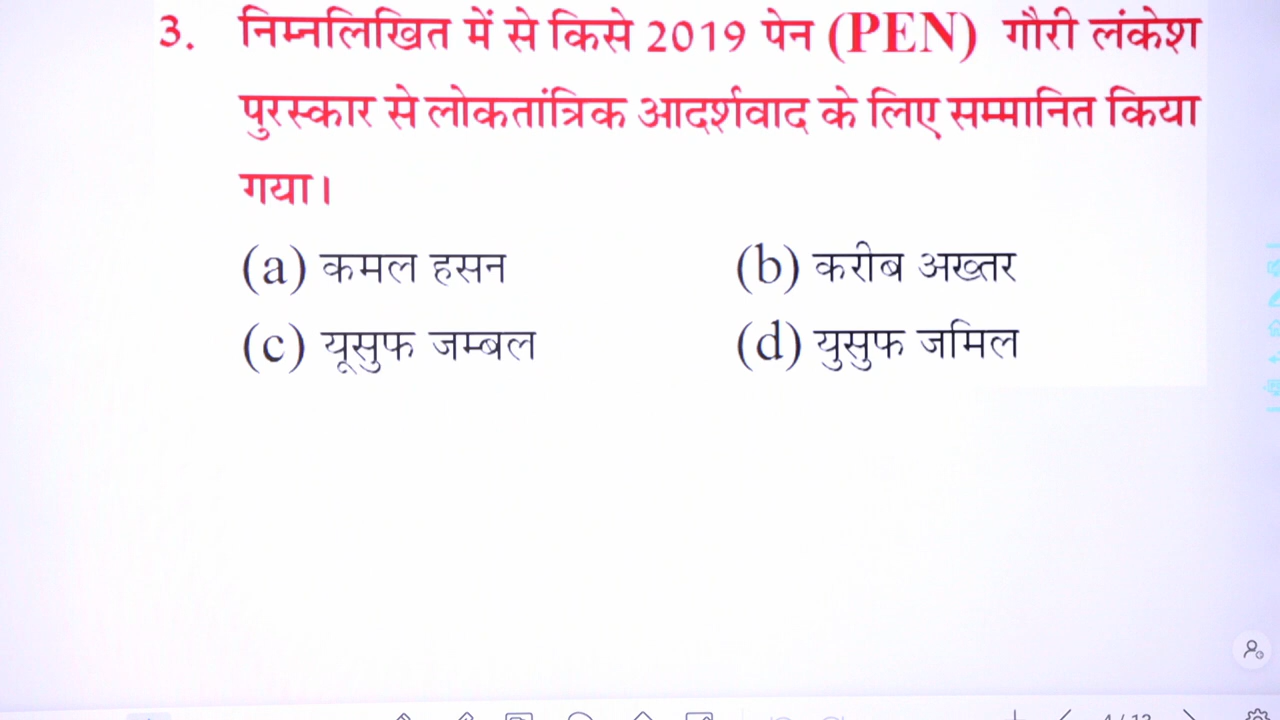 3. निम्नलिखित में से किसे 2019 पेन (PEN) गौरी लंकेश
पुरस्कार से लोकतांत्रिक आदर्शवाद के लिए सम्मानित किया
गया।
(a) कमल हसन (b) करीब अख्तर
(c) यूसुफ जम्बल (d) युसुफ जमिल